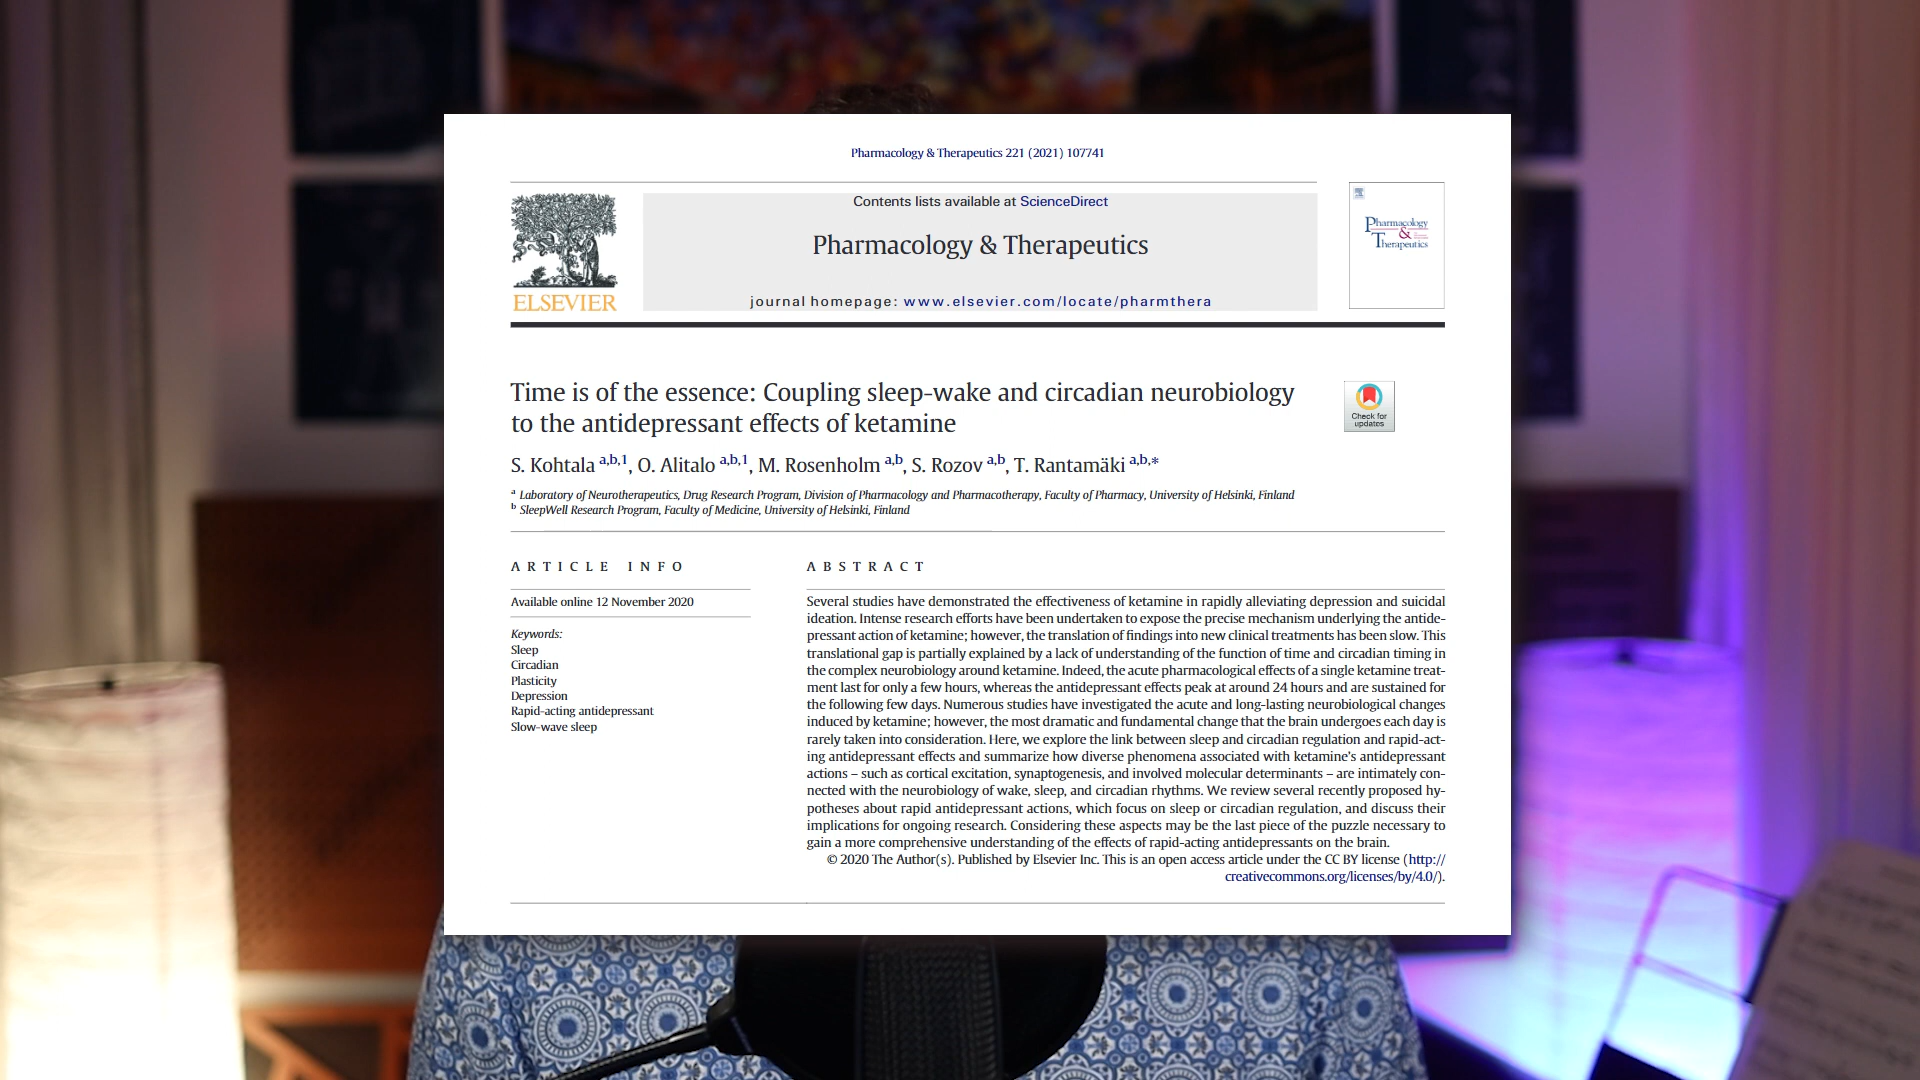 Pharmacology & Therapeutics 221 (2021) 107741
Contents lists available at ScienceDirect
Pharmacology & Therapeutics
journal homepage: www.elsevier.com/locate/pharmthera
ELSEVIER
Pharmacology
&
Therapeutics
Time is of the essence: Coupling sleep-wake and circadian neurobiology
to the antidepressant effects of ketamine
Check for
updates
S. Kohtala a,b,1, O. Alitalo a,b,1, M. Rosenholm a,b, S. Rozov a,b, T. Rantamäki a,b,*
a Laboratory of Neurotherapeutics, Drug Research Program, Division of Pharmacology and Pharmacotherapy, Faculty of Pharmacy, University of Helsinki, Finland
b SleepWell Research Program, Faculty of Medicine, University of Helsinki, Finland
ARTICLE INFO
Available online 12 November 2020
Keywords:
Sleep
Circadian
Plasticity
Depression
Rapid-acting antidepressant
Slow-wave sleep
ABSTRACT
Several studies have demonstrated the effectiveness of ketamine in rapidly alleviating depression and suicidal
ideation. Intense research efforts have been undertaken to expose the precise mechanism underlying the antide-
pressant action of ketamine; however, the translation of findings into new clinical treatments has been slow. This
translational gap is partially explained by a lack of understanding of the function of time and circadian timing in
the complex neurobiology around ketamine. Indeed, the acute pharmacological effects of a single ketamine treat-
ment last for only a few hours, whereas the antidepressant effects peak at around 24 hours and are sustained for
the following few days. Numerous studies have investigated the acute and long-lasting neurobiological changes
induced by ketamine; however, the most dramatic and fundamental change that the brain undergoes each day is
rarely taken into consideration. Here, we explore the link between sleep and circadian regulation and rapid-act-
ing antidepressant effects and summarize how diverse phenomena associated with ketamine's antidepressant
actions – such as cortical excitation, synaptogenesis, and involved molecular determinants – are intimately con-
nected with the neurobiology of wake, sleep, and circadian rhythms. We review several recently proposed hy-
potheses about rapid antidepressant actions, which focus on sleep or circadian regulation, and discuss their
implications for ongoing research. Considering these aspects may be the last piece of the puzzle necessary to
gain a more comprehensive understanding of the effects of rapid-acting antidepressants on the brain.
© 2020 The Author(s). Published by Elsevier Inc. This is an open access article under the CC BY license (http://
creativecommons.org/licenses/by/4.0/).